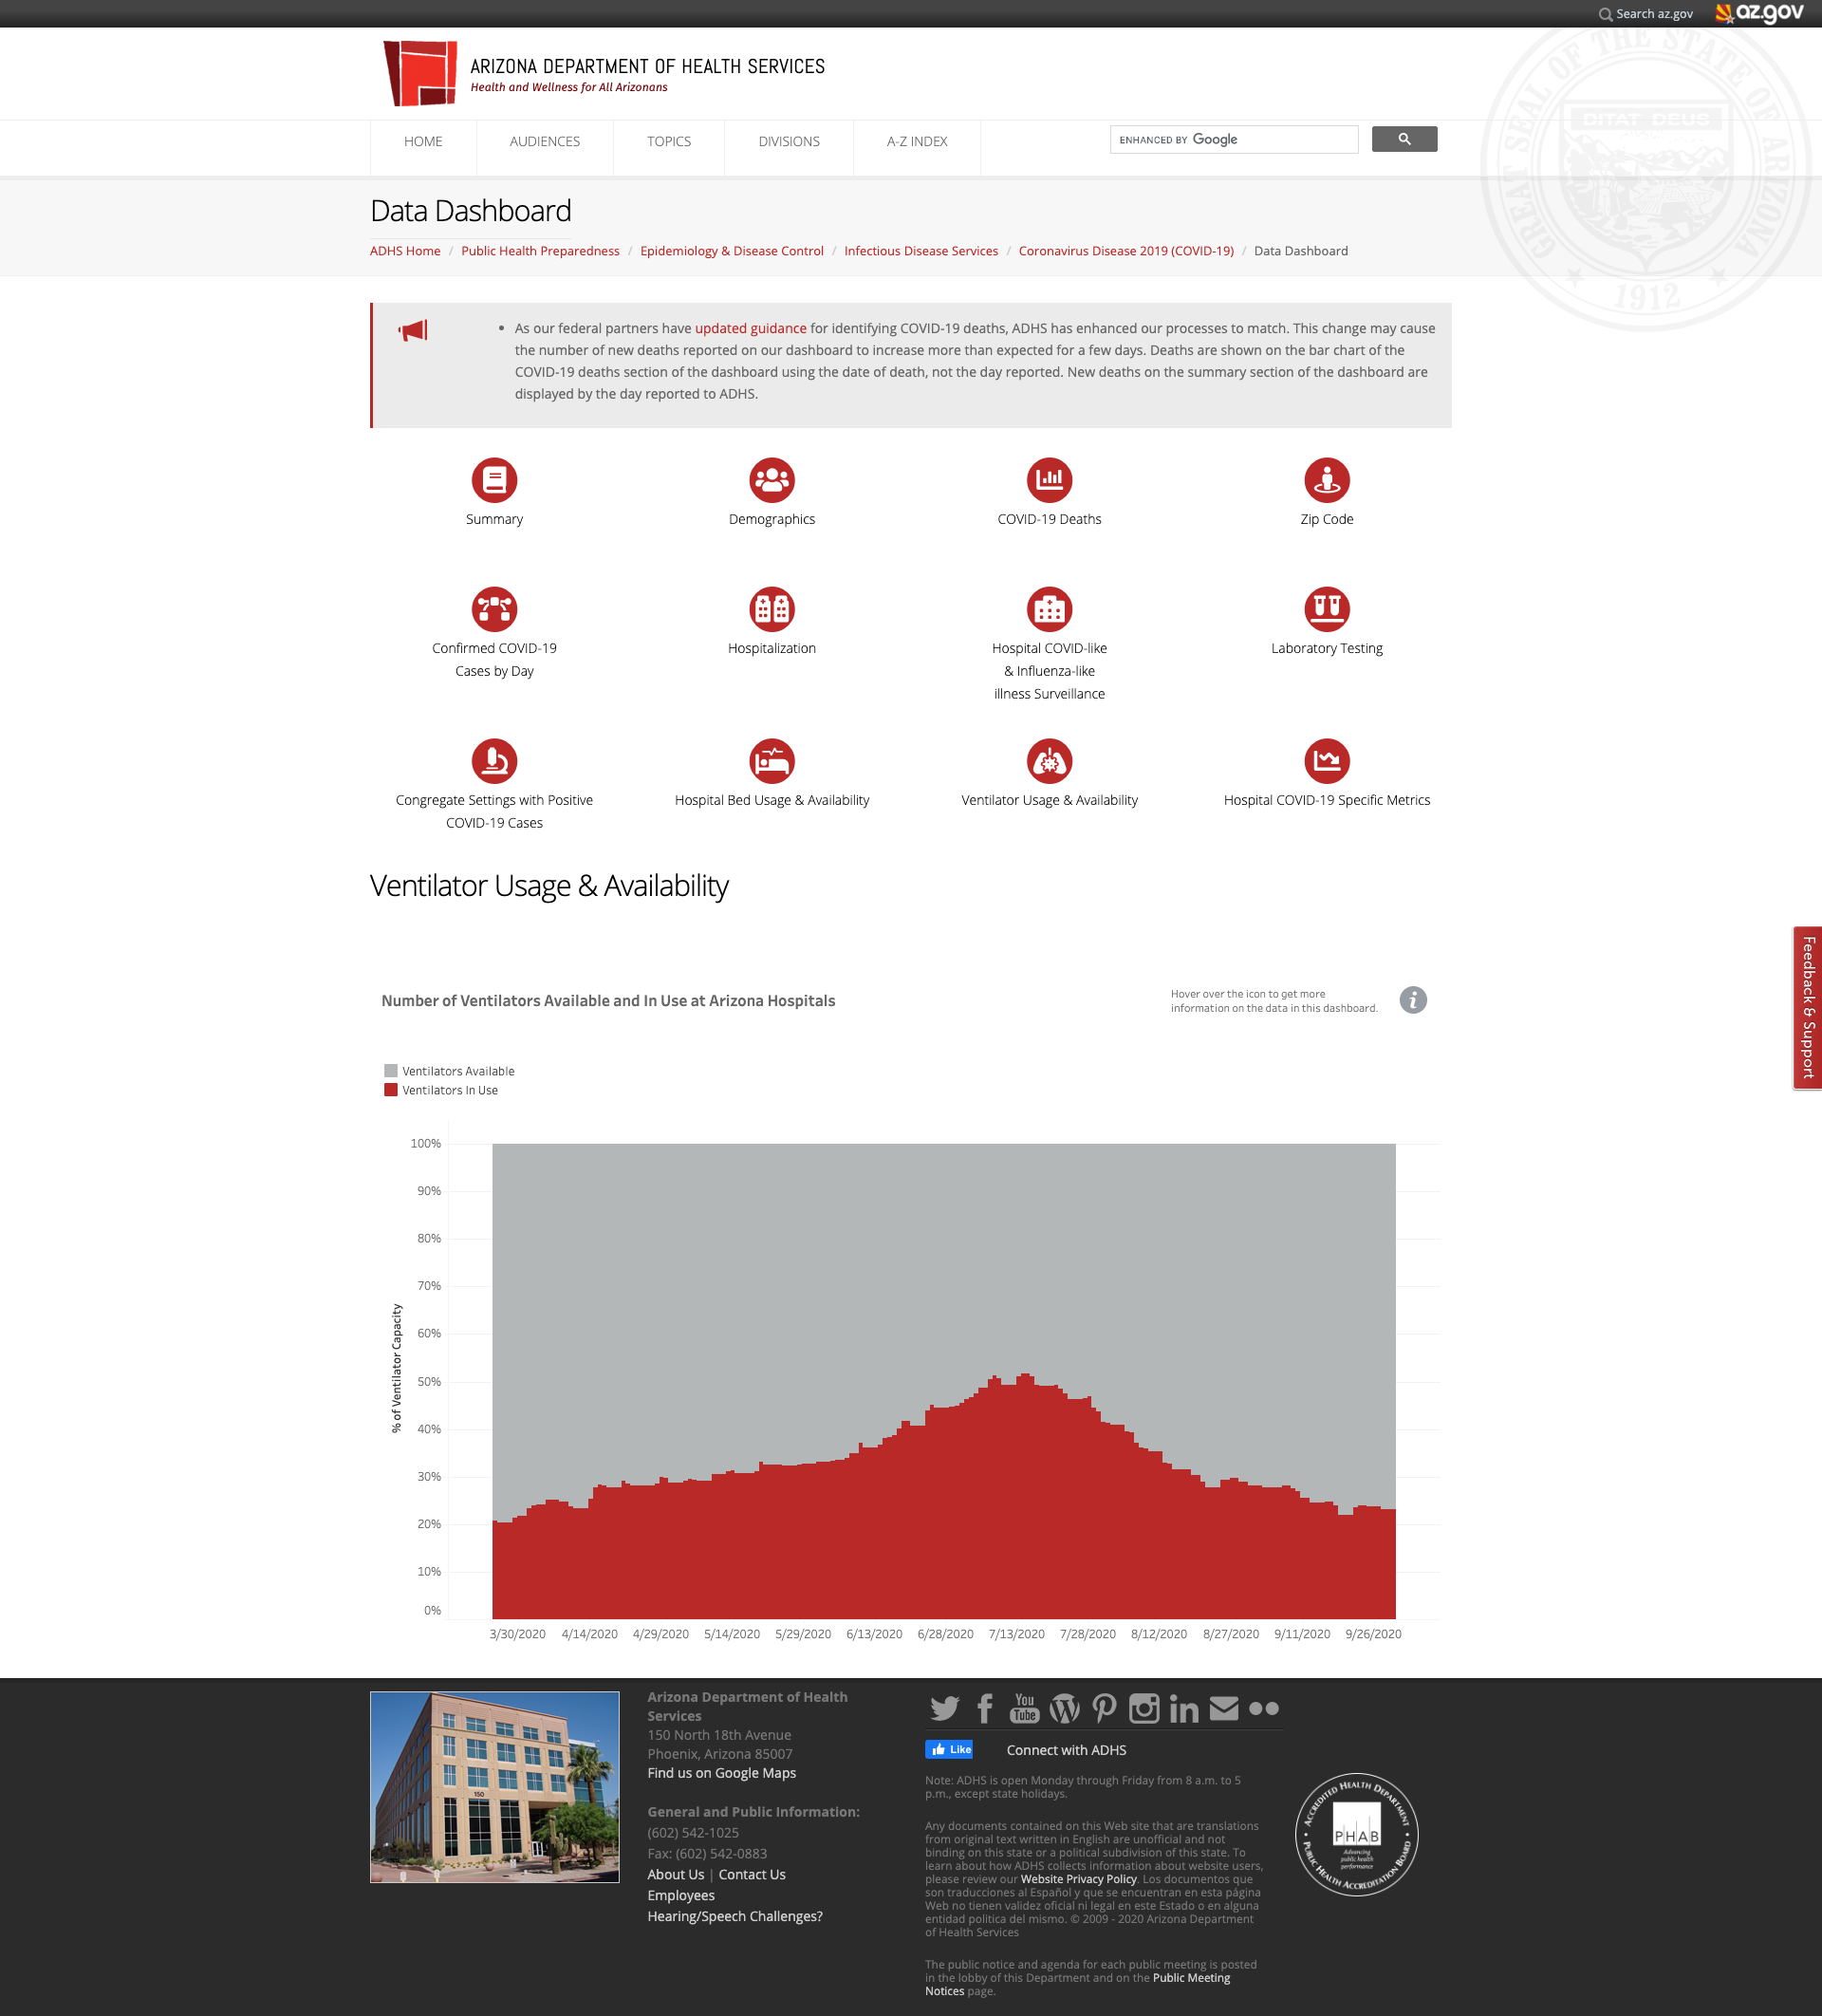 Search az.gov
az.gov
ARIZONA DEPARTMENT OF HEALTH SERVICES
Health and Wellness for All Arizonans
GREAT SEAL OF THE STATE OF ARIZONA
DITAT DEUS
1912
HOME
AUDIENCES
TOPICS
DIVISIONS
A-Z INDEX
ENHANCED BY Google
Data Dashboard
ADHS Home / Public Health Preparedness / Epidemiology & Disease Control / Infectious Disease Services / Coronavirus Disease 2019 (COVID-19) / Data Dashboard
• As our federal partners have updated guidance for identifying COVID-19 deaths, ADHS has enhanced our processes to match. This change may cause
the number of new deaths reported on our dashboard to increase more than expected for a few days. Deaths are shown on the bar chart of the
COVID-19 deaths section of the dashboard using the date of death, not the day reported. New deaths on the summary section of the dashboard are
displayed by the day reported to ADHS.
Summary
Demographics
COVID-19 Deaths
Zip Code
Confirmed COVID-19
Cases by Day
Hospitalization
Hospital COVID-like
& Influenza-like
illness Surveillance
Laboratory Testing
Congregate Settings with Positive
COVID-19 Cases
Hospital Bed Usage & Availability
Ventilator Usage & Availability
Hospital COVID-19 Specific Metrics
Ventilator Usage & Availability
Feedback & Support
Number of Ventilators Available and In Use at Arizona Hospitals
Hover over the icon to get more
information on the data in this dashboard.
i
Ventilators Available
Ventilators In Use
% of Ventilator Capacity
100%
90%
80%
70%
60%
50%
40%
30%
20%
10%
0%
3/30/2020
4/14/2020
4/29/2020
5/14/2020
5/29/2020
6/13/2020
6/28/2020
7/13/2020
7/28/2020
8/12/2020
8/27/2020
9/11/2020
9/26/2020
150
Arizona Department of Health
Services
150 North 18th Avenue
Phoenix, Arizona 85007
Find us on Google Maps
General and Public Information:
(602) 542-1025
Fax: (602) 542-0883
About Us | Contact Us
Employees
Hearing/Speech Challenges?
You
Tube
Like
Connect with ADHS
Note: ADHS is open Monday through Friday from 8 a.m. to 5
p.m., except state holidays.
Any documents contained on this Web site that are translations
from original text written in English are unofficial and not
binding on this state or a political subdivision of this state. To
learn about how ADHS collects information about website users,
please review our Website Privacy Policy. Los documentos que
son traducciones al Español y que se encuentran en esta página
Web no tienen validez oficial ni legal en este Estado o en alguna
entidad politica del mismo. © 2009 - 2020 Arizona Department
of Health Services
The public notice and agenda for each public meeting is posted
in the lobby of this Department and on the Public Meeting
Notices page.
ACCREDITED HEALTH DEPARTMENT
PHAB
Advancing
public health
performance
PUBLIC HEALTH ACCREDITATION BOARD